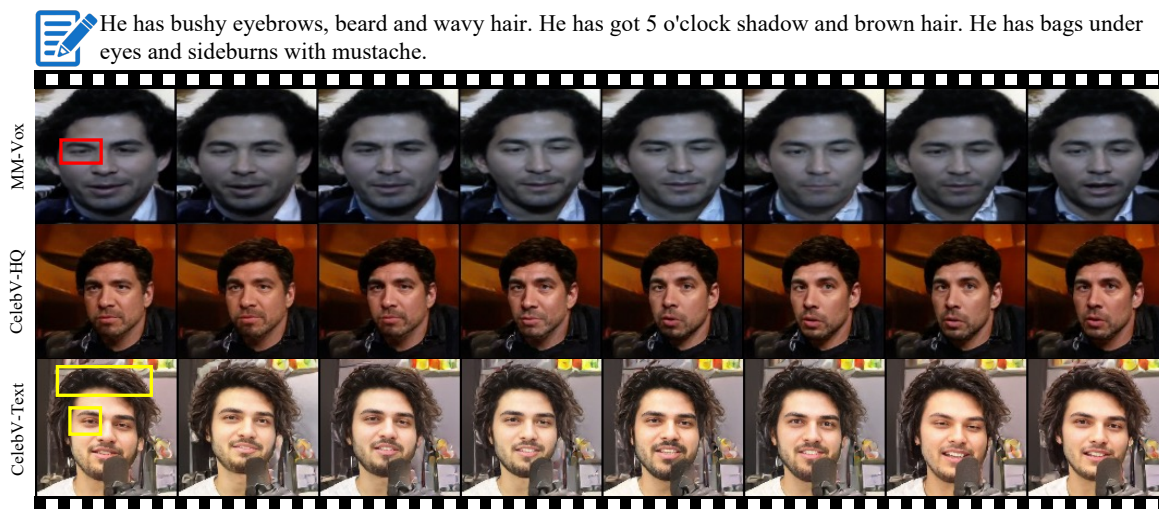 He has bushy eyebrows, beard and wavy hair. He has got 5 o'clock shadow and brown hair. He has bags under
eyes and sideburns with mustache.
MM-Vox
CelebV-HQ
CelebV-Text